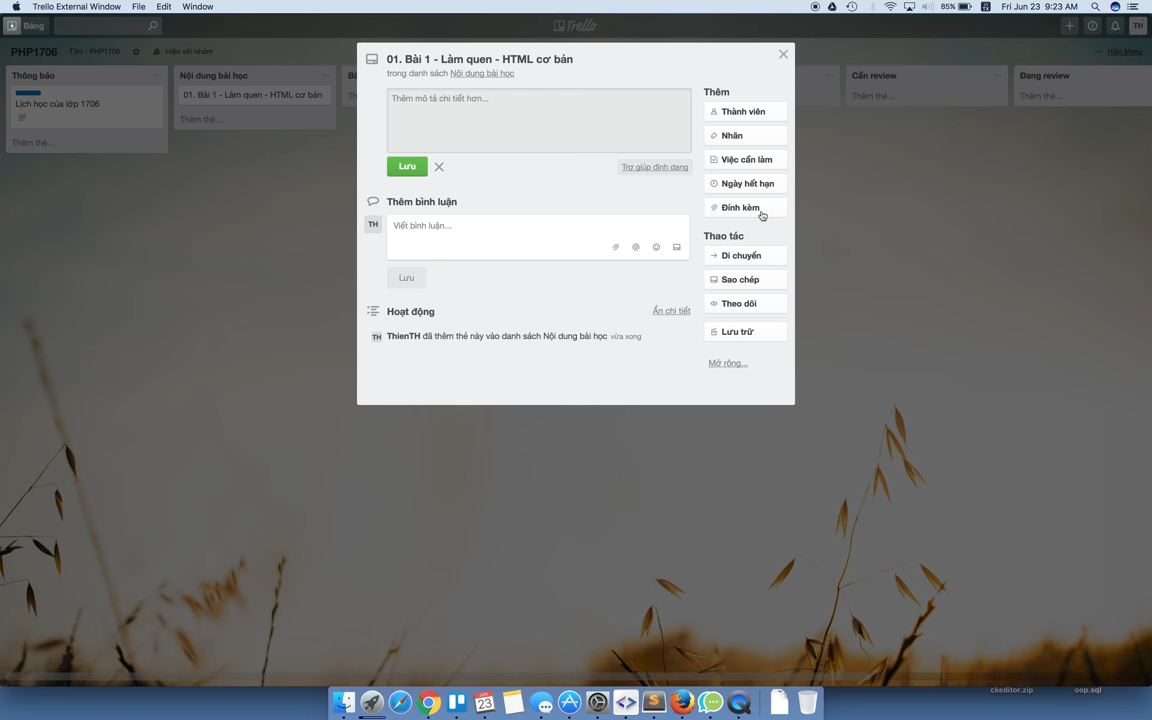 Trello External Window File Edit Window 85% Fri Jun 23 9:23 AM
Bảng Trello TH
PHP1706 T3H - PHP1706 Hiện với nhóm Hiện Menu
Thông báo
Lịch học của lớp 1706
Thêm thẻ...
Nội dung bài học
01. Bài 1 - Làm quen - HTML cơ bản
Thêm thẻ...
Cần review
Thêm thẻ...
Đang review
Thêm thẻ...
01. Bài 1 - Làm quen - HTML cơ bản
trong danh sách Nội dung bài học
Thêm mô tả chi tiết hơn...
Lưu
Trợ giúp định dạng
Thêm bình luận
TH
Viết bình luận...
Lưu
Hoạt động Ẩn chi tiết
TH ThienTH đã thêm thẻ này vào danh sách Nội dung bài học vừa xong
Thêm
Thành viên
Nhãn
Việc cần làm
Ngày hết hạn
Đính kèm
Thao tác
Di chuyển
Sao chép
Theo dõi
Lưu trữ
Mở rộng...
ckeditor.zip oop.sql
JUN
23